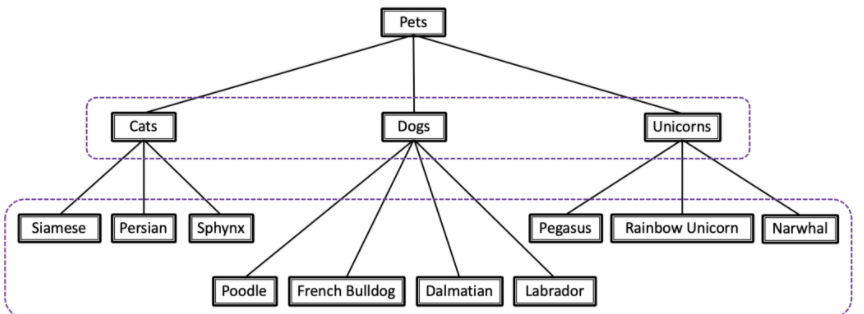 Pets
Cats
Dogs
Unicorns
Siamese
Persian
Sphynx
Pegasus
Rainbow Unicorn
Narwhal
Poodle
French Bulldog
Dalmatian
Labrador